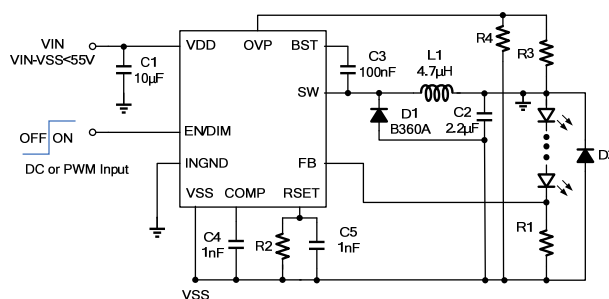 VIN
VIN-VSS<55V
C1
10µF
OFF ON
DC or PWM Input
VDD
OVP
BST
SW
EN/DIM
INGND
FB
VSS
COMP
RSET
C3
100nF
L1
4.7µH
R4
R3
D1
B360A
C2
2.2µF
R1
C4
1nF
R2
C5
1nF
VSS